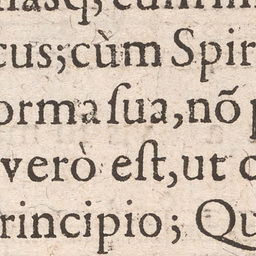 cus; cùm Spir
orma ſua, nõ p
verò eſt, ut c
rincipio; Qu